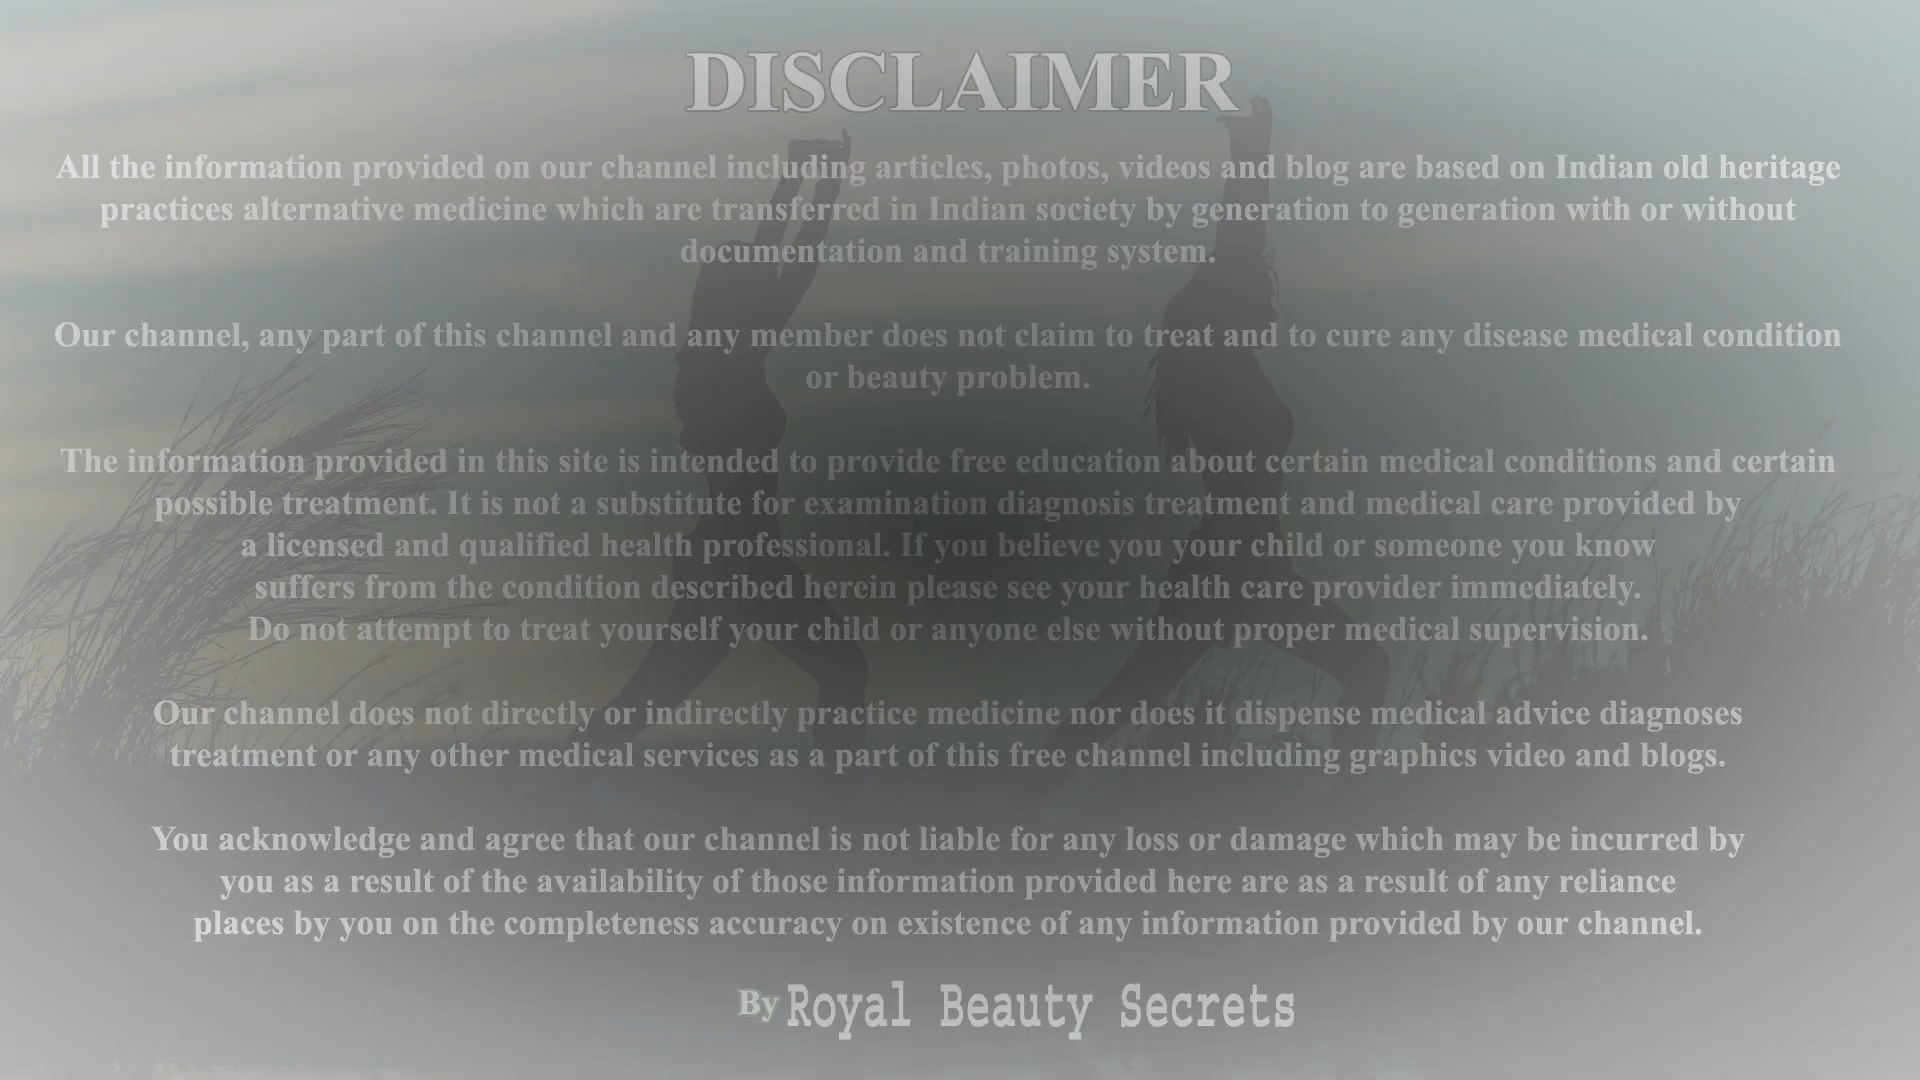 DISCLAIMER
All the information provided on our channel including articles, photos, videos and blog are based on Indian old heritage
practices alternative medicine which are transferred in Indian society by generation to generation with or without
documentation and training system.
Our channel, any part of this channel and any member does not claim to treat and to cure any disease medical condition
or beauty problem.
The information provided in this site is intended to provide free education about certain medical conditions and certain
possible treatment. It is not a substitute for examination diagnosis treatment and medical care provided by
a licensed and qualified health professional. If you believe you your child or someone you know
suffers from the condition described herein please see your health care provider immediately.
Do not attempt to treat yourself your child or anyone else without proper medical supervision.
Our channel does not directly or indirectly practice medicine nor does it dispense medical advice diagnoses
treatment or any other medical services as a part of this free channel including graphics video and blogs.
You acknowledge and agree that our channel is not liable for any loss or damage which may be incurred by
you as a result of the availability of those information provided here are as a result of any reliance
places by you on the completeness accuracy on existence of any information provided by our channel.
By Royal Beauty Secrets